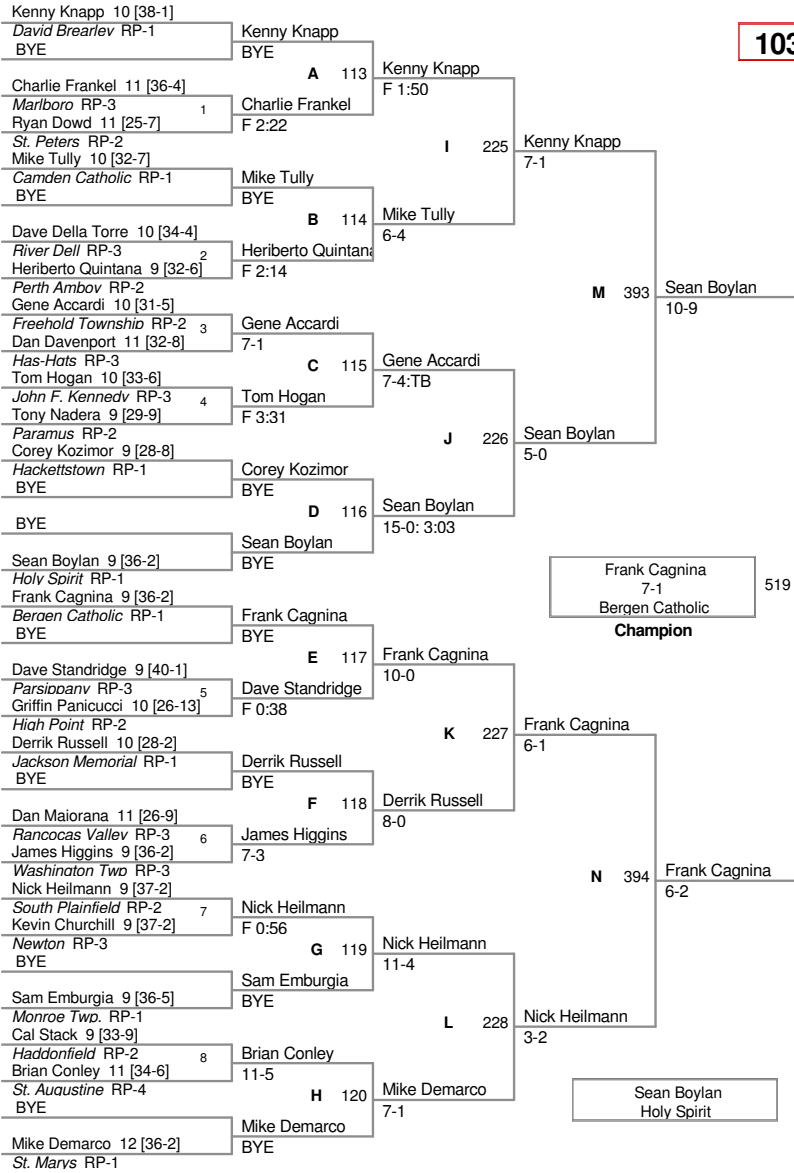 Kenny Knapp 10 [38-1]
David Brearley RP-1
BYE
Charlie Frankel 11 [36-4]
Marlboro RP-3
1
Ryan Dowd 11 [25-7]
St. Peters RP-2
Mike Tully 10 [32-7]
Camden Catholic RP-1
BYE
Dave Della Torre 10 [34-4]
River Dell RP-3
2
Heriberto Quintana 9 [32-6]
Perth Amboy RP-2
Gene Accardi 10 [31-5]
Freehold Township RP-2
3
Dan Davenport 11 [32-8]
Has-Hgts RP-3
Tom Hogan 10 [33-6]
John F. Kennedy RP-3
4
Tony Nadera 9 [29-9]
Paramus RP-2
Corey Kozimor 9 [28-8]
Hackettstown RP-1
BYE
BYE
Sean Boylan 9 [36-2]
Holy Spirit RP-1
Frank Cagnina 9 [36-2]
Bergen Catholic RP-1
BYE
Dave Standridge 9 [40-1]
Parsippany RP-3
5
Griffin Panicucci 10 [26-13]
High Point RP-2
Derrik Russell 10 [28-2]
Jackson Memorial RP-1
BYE
Dan Maiorana 11 [26-9]
Rancocas Valley RP-3
6
James Higgins 9 [36-2]
Washington Twp RP-3
Nick Heilmann 9 [37-2]
South Plainfield RP-2
7
Kevin Churchill 9 [37-2]
Newton RP-3
BYE
Sam Emburgia 9 [36-5]
Monroe Twp. RP-1
Cal Stack 9 [33-9]
Haddonfield RP-2
8
Brian Conley 11 [34-6]
St. Augustine RP-4
BYE
Mike Demarco 12 [36-2]
St. Marys RP-1
Kenny Knapp
BYE
A 113
Charlie Frankel
F 2:22
Mike Tully
BYE
B 114
Heriberto Quintana
F 2:14
Gene Accardi
7-1
C 115
Tom Hogan
F 3:31
Corey Kozimor
BYE
D 116
Sean Boylan
BYE
Frank Cagnina
BYE
E 117
Dave Standridge
F 0:38
Derrik Russell
BYE
F 118
James Higgins
7-3
Nick Heilmann
F 0:56
G 119
Sam Emburgia
BYE
Brian Conley
11-5
H 120
Mike Demarco
BYE
Kenny Knapp
F 1:50
I 225
Mike Tully
6-4
Gene Accardi
7-4:TB
J 226
Sean Boylan
15-0: 3:03
Frank Cagnina
10-0
K 227
Derrik Russell
8-0
Nick Heilmann
11-4
L 228
Mike Demarco
7-1
Kenny Knapp
7-1
M 393
Sean Boylan
5-0
Frank Cagnina
6-1
N 394
Nick Heilmann
3-2
103
Sean Boylan
10-9
Frank Cagnina
7-1
Bergen Catholic
519
Champion
Frank Cagnina
6-2
Sean Boylan
Holy Spirit